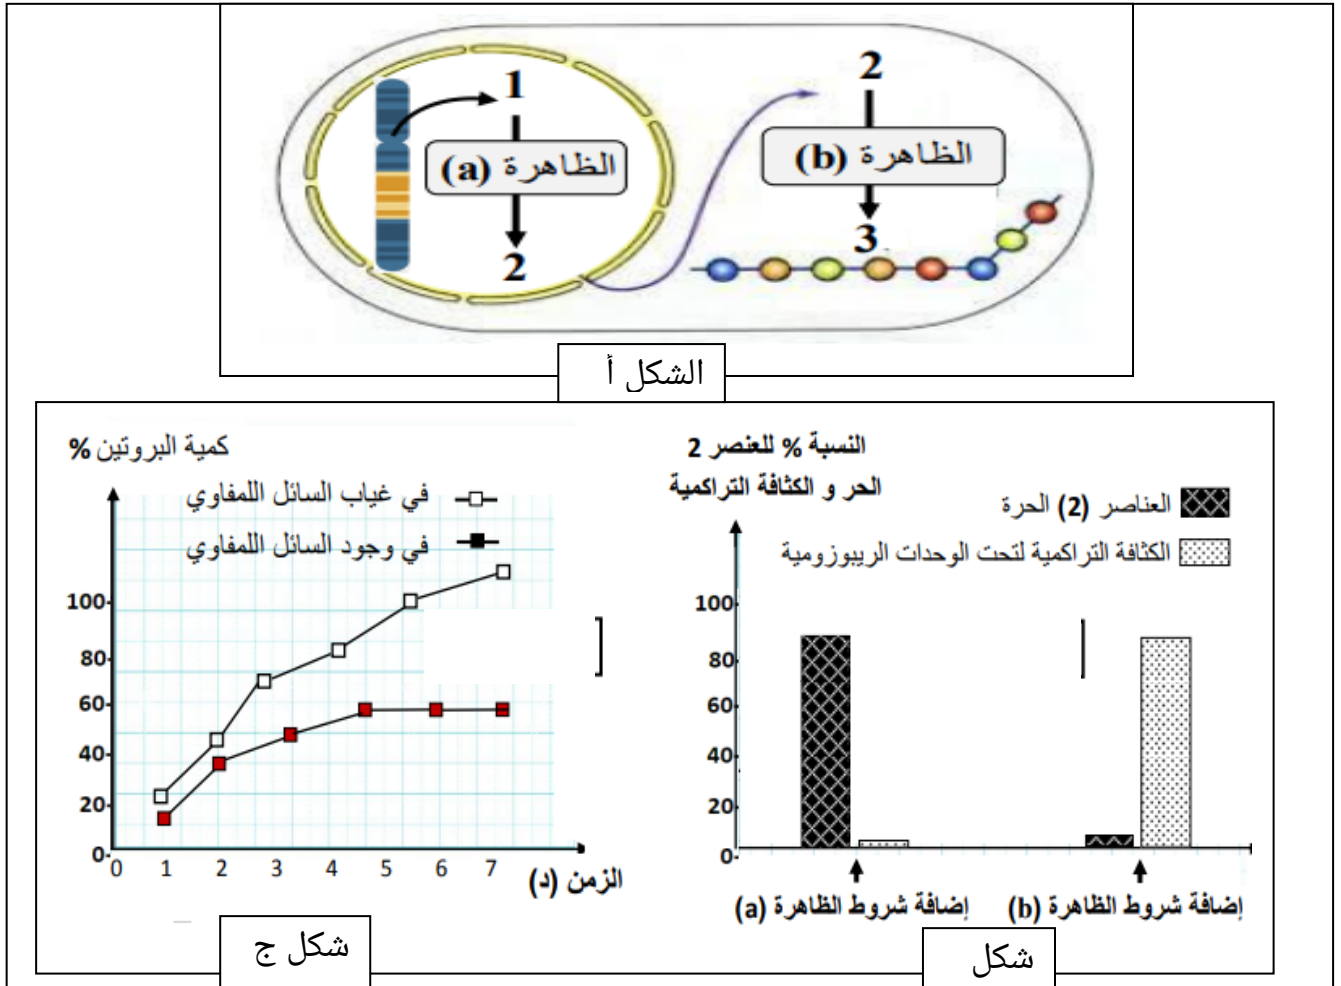 1
2
الظاهرة (a)
الظاهرة (b)
2
3
الشكل أ
كمية البروتين %
في غياب السائل اللمفاوي
في وجود السائل اللمفاوي
100
80
60
40
20
0
0 1 2 3 4 5 6 7
الزمن (د)
شكل ج
النسبة % للعنصر 2
الحر و الكثافة التراكمية
العناصر (2) الحرة
الكثافة التراكمية لتحت الوحدات الريبوزومية
100
80
60
40
20
0
إضافة شروط الظاهرة (a)
إضافة شروط الظاهرة (b)
شكل